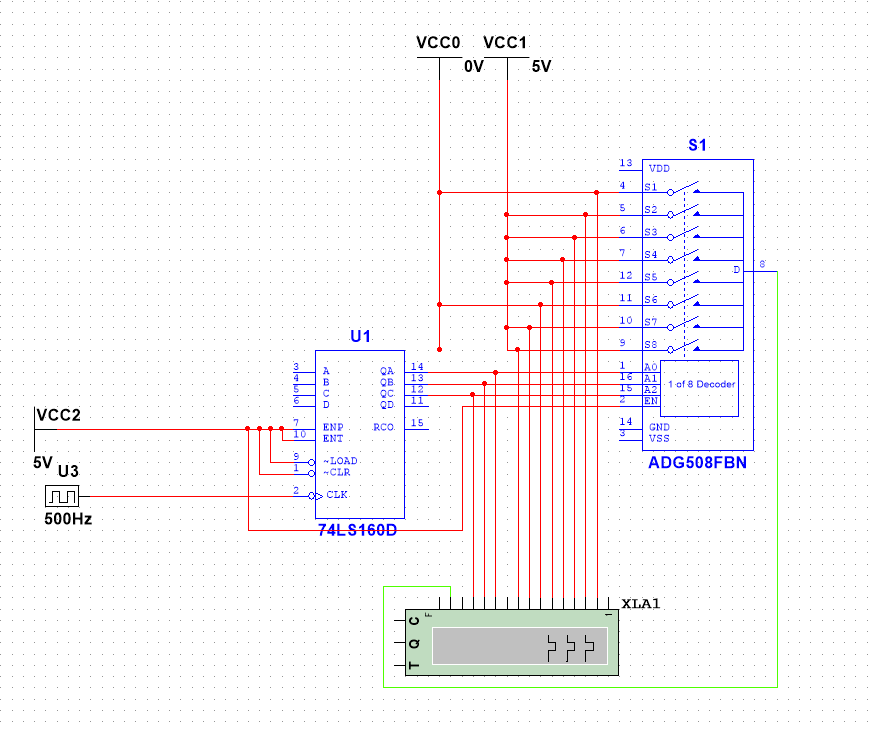 VCC0 VCC1
0V 5V
S1
13 VDD
4 S1
5 S2
6 S3
7 S4
12 S5
D 8
11 S6
10 S7
9 S8
U1
3 A QA 14
4 B QB 13
5 C QC 12
6 D QD 11
7 ENP RCO 15
10 ENT
9 ~LOAD
1 ~CLR
2 CLK
74LS160D
1 A0
16 A1
15 A2
2 EN
1 of 8 Decoder
14 GND
3 VSS
ADG508FBN
VCC2
5V
U3
500Hz
XLA1
F 1
C
Q
T